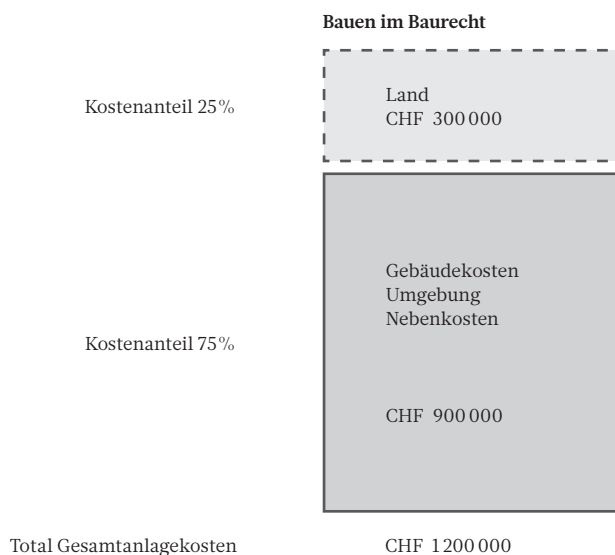 Bauen im Baurecht
Kostenanteil 25%
Land
CHF 300 000
Gebäudekosten
Umgebung
Nebenkosten
Kostenanteil 75%
CHF 900 000
Total Gesamtanlagekosten CHF 1 200 000